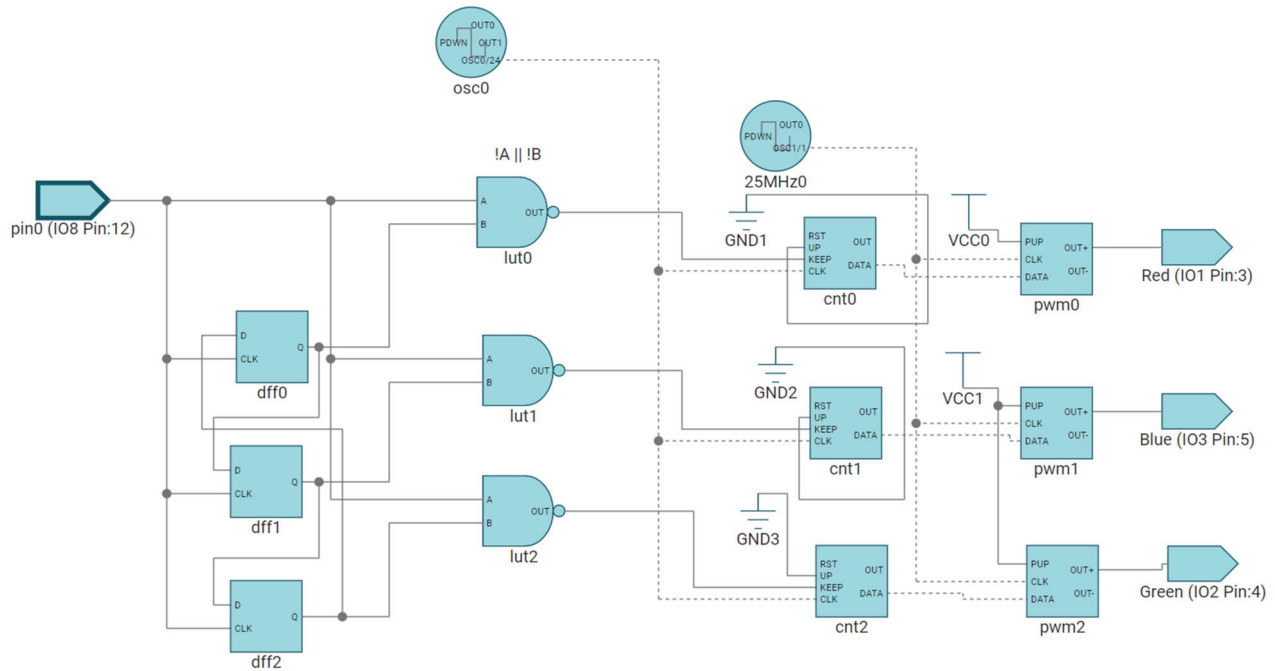 OUT0
PDWN OUT1
OSC0/24
osc0
OUT0
PDWN
OSC1/1
25MHz0
!A || !B
A
B
OUT
lut0
pin0 (IO8 Pin:12)
GND1
RST
UP OUT
KEEP
CLK DATA
cnt0
VCC0
PUP OUT+
CLK
DATA OUT-
pwm0
Red (IO1 Pin:3)
D Q
CLK
dff0
A
B
OUT
lut1
GND2
RST
UP OUT
KEEP
CLK DATA
cnt1
VCC1
PUP OUT+
CLK
DATA OUT-
pwm1
Blue (IO3 Pin:5)
D Q
CLK
dff1
A
B
OUT
lut2
GND3
RST
UP OUT
KEEP
CLK DATA
cnt2
PUP OUT+
CLK
DATA OUT-
pwm2
Green (IO2 Pin:4)
D Q
CLK
dff2